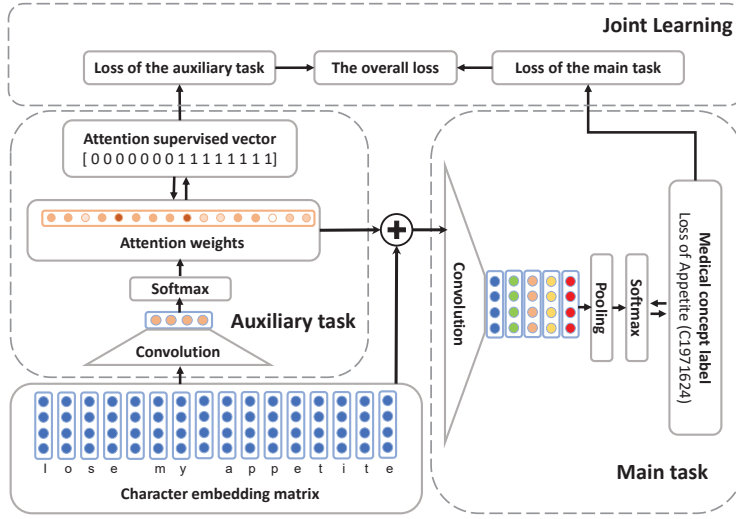 Joint Learning
Loss of the auxiliary task
The overall loss
Loss of the main task
Attention supervised vector
[ 0 0 0 0 0 0 0 1 1 1 1 1 1 1 1]
Attention weights
Softmax
Auxiliary task
Convolution
l o s e m y a p p e t i t e
Character embedding matrix
Convolution
Pooling
Softmax
Medical concept label
Loss of Appetite (C1971624)
Main task